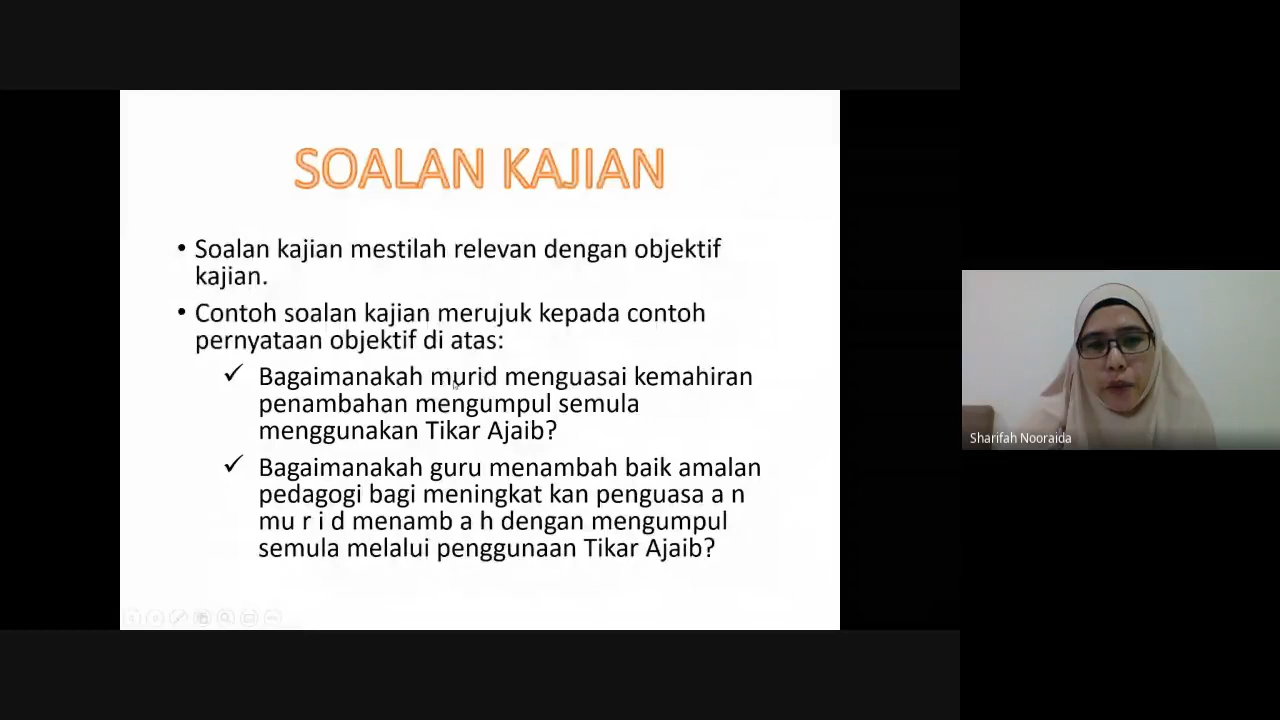 SOALAN KAJIAN
• Soalan kajian mestilah relevan dengan objektif
kajian.
• Contoh soalan kajian merujuk kepada contoh
pernyataan objektif di atas:
✓ Bagaimanakah murid menguasai kemahiran
penambahan mengumpul semula
menggunakan Tikar Ajaib?
✓ Bagaimanakah guru menambah baik amalan
pedagogi bagi meningkat kan penguasa a n
mu r i d menamb a h dengan mengumpul
semula melalui penggunaan Tikar Ajaib?
Sharifah Nooraida